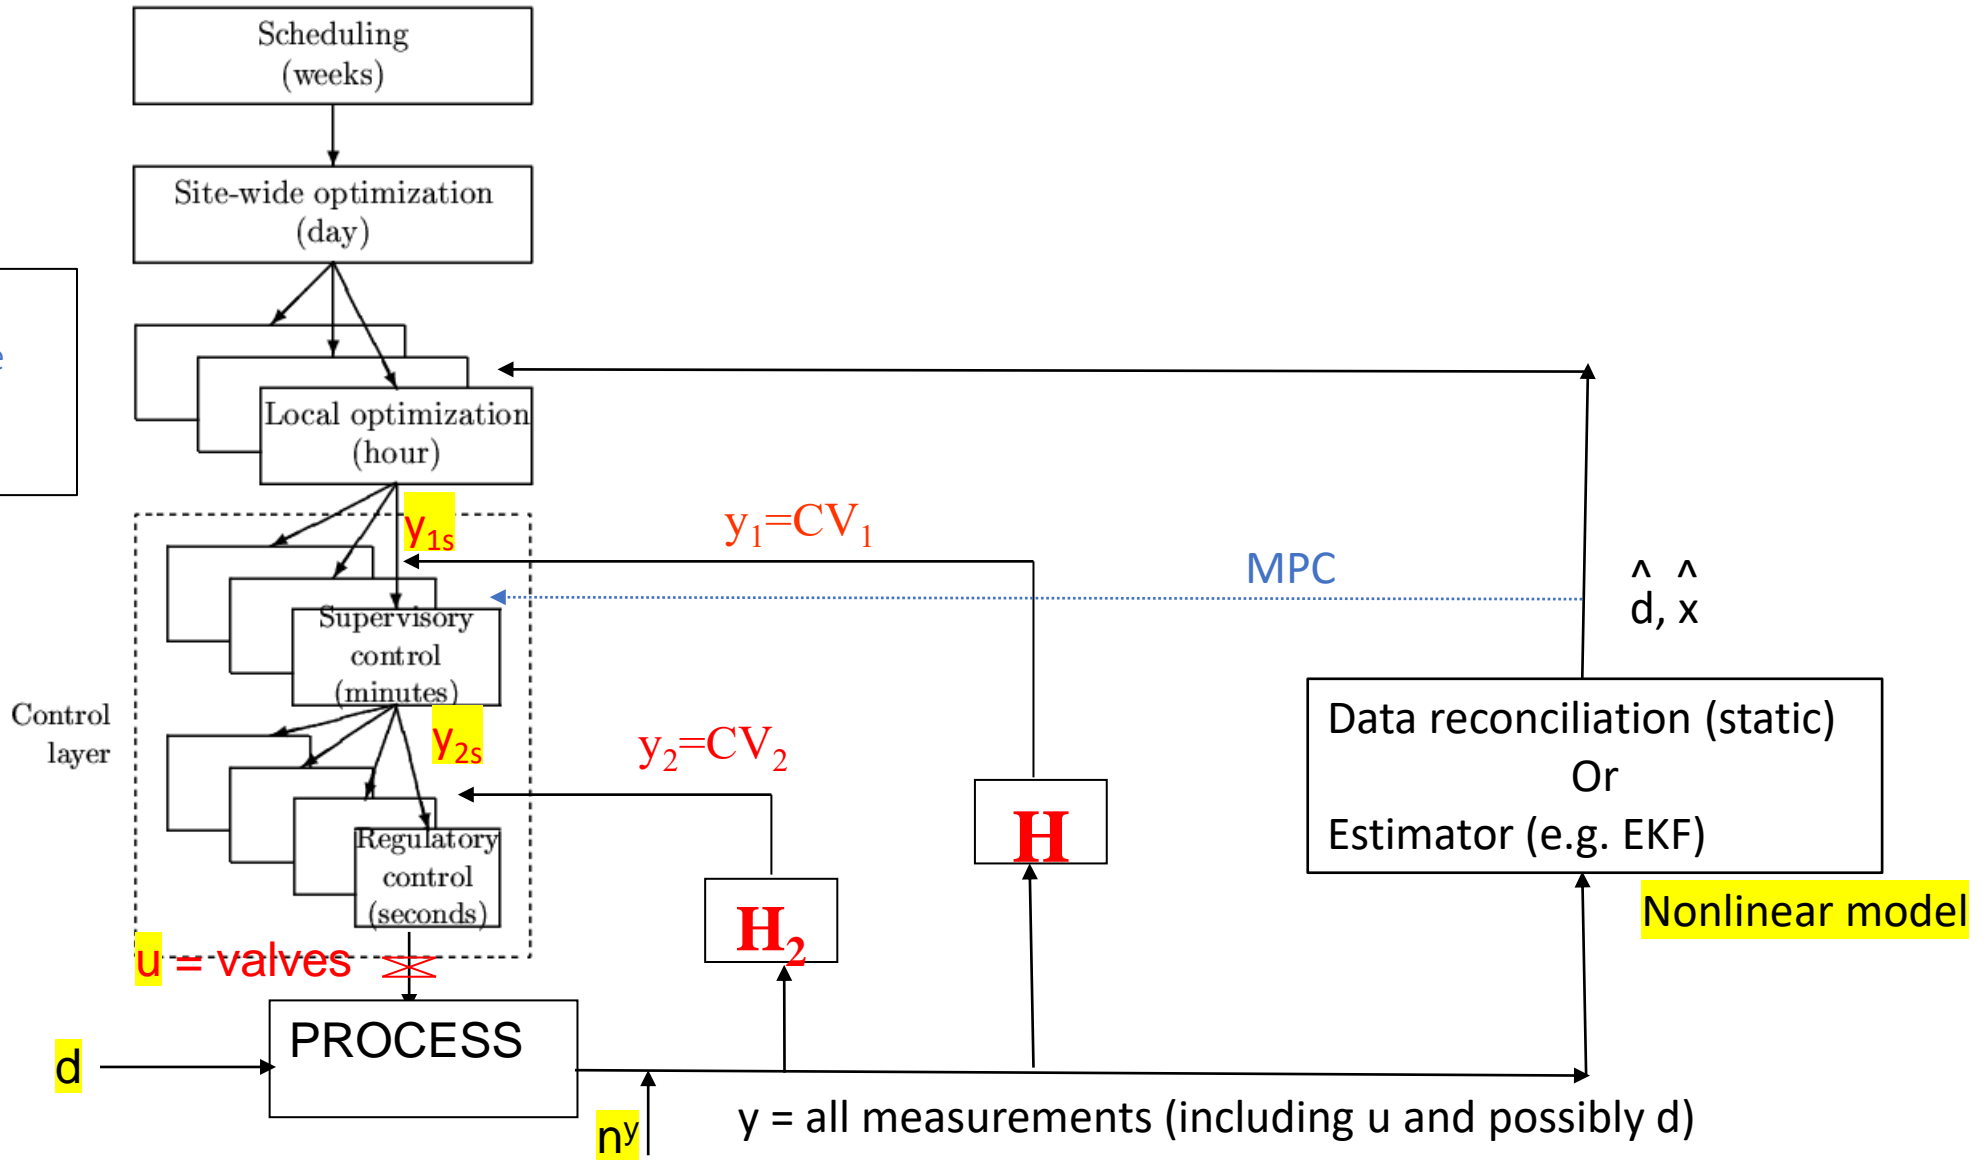 Scheduling
(weeks)
Site-wide optimization
(day)
e
Local optimization
(hour)
y₁ₛ
y₁=CV₁
MPC
^ ^
d, x
Supervisory
control
(minutes)
Control
layer
y₂ₛ
y₂=CV₂
Data reconciliation (static)
Or
Estimator (e.g. EKF)
H
Regulatory
control
(seconds)
H₂
Nonlinear model
u = valves
PROCESS
d
nʸ
y = all measurements (including u and possibly d)